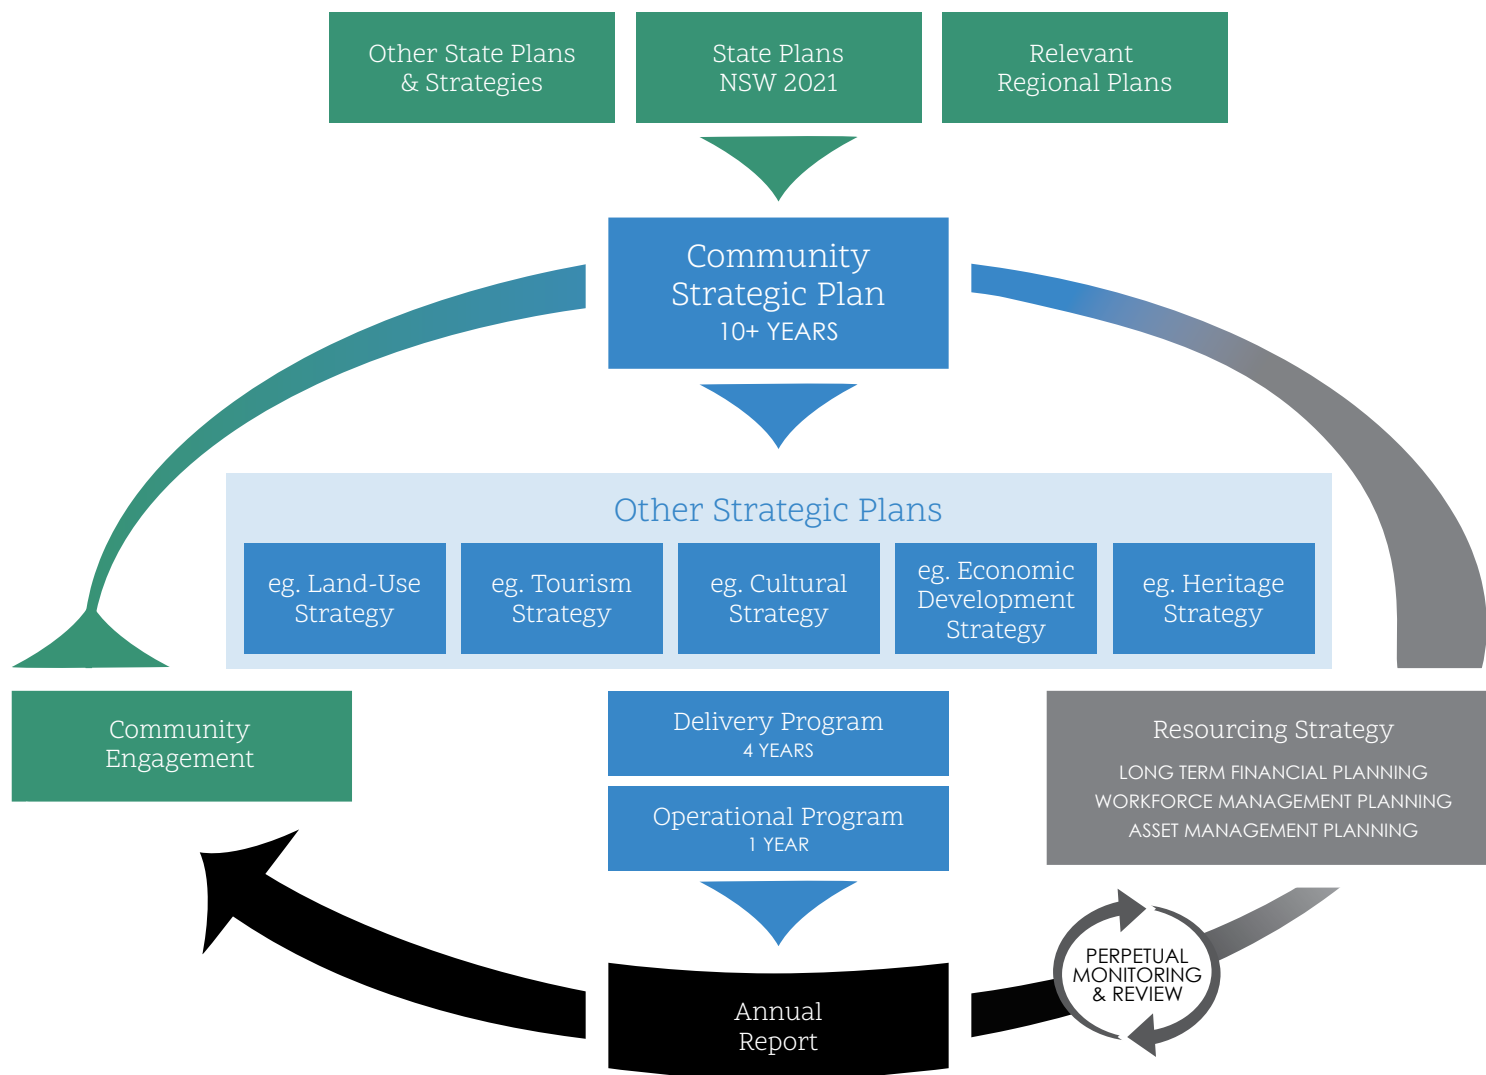 Other State Plans
& Strategies
State Plans
NSW 2021
Relevant
Regional Plans
Community
Strategic Plan
10+ YEARS
Other Strategic Plans
eg. Land-Use
Strategy
eg. Tourism
Strategy
eg. Cultural
Strategy
eg. Economic
Development
Strategy
eg. Heritage
Strategy
Community
Engagement
Delivery Program
4 YEARS
Operational Program
1 YEAR
Resourcing Strategy
LONG TERM FINANCIAL PLANNING
WORKFORCE MANAGEMENT PLANNING
ASSET MANAGEMENT PLANNING
PERPETUAL
MONITORING
& REVIEW
Annual
Report